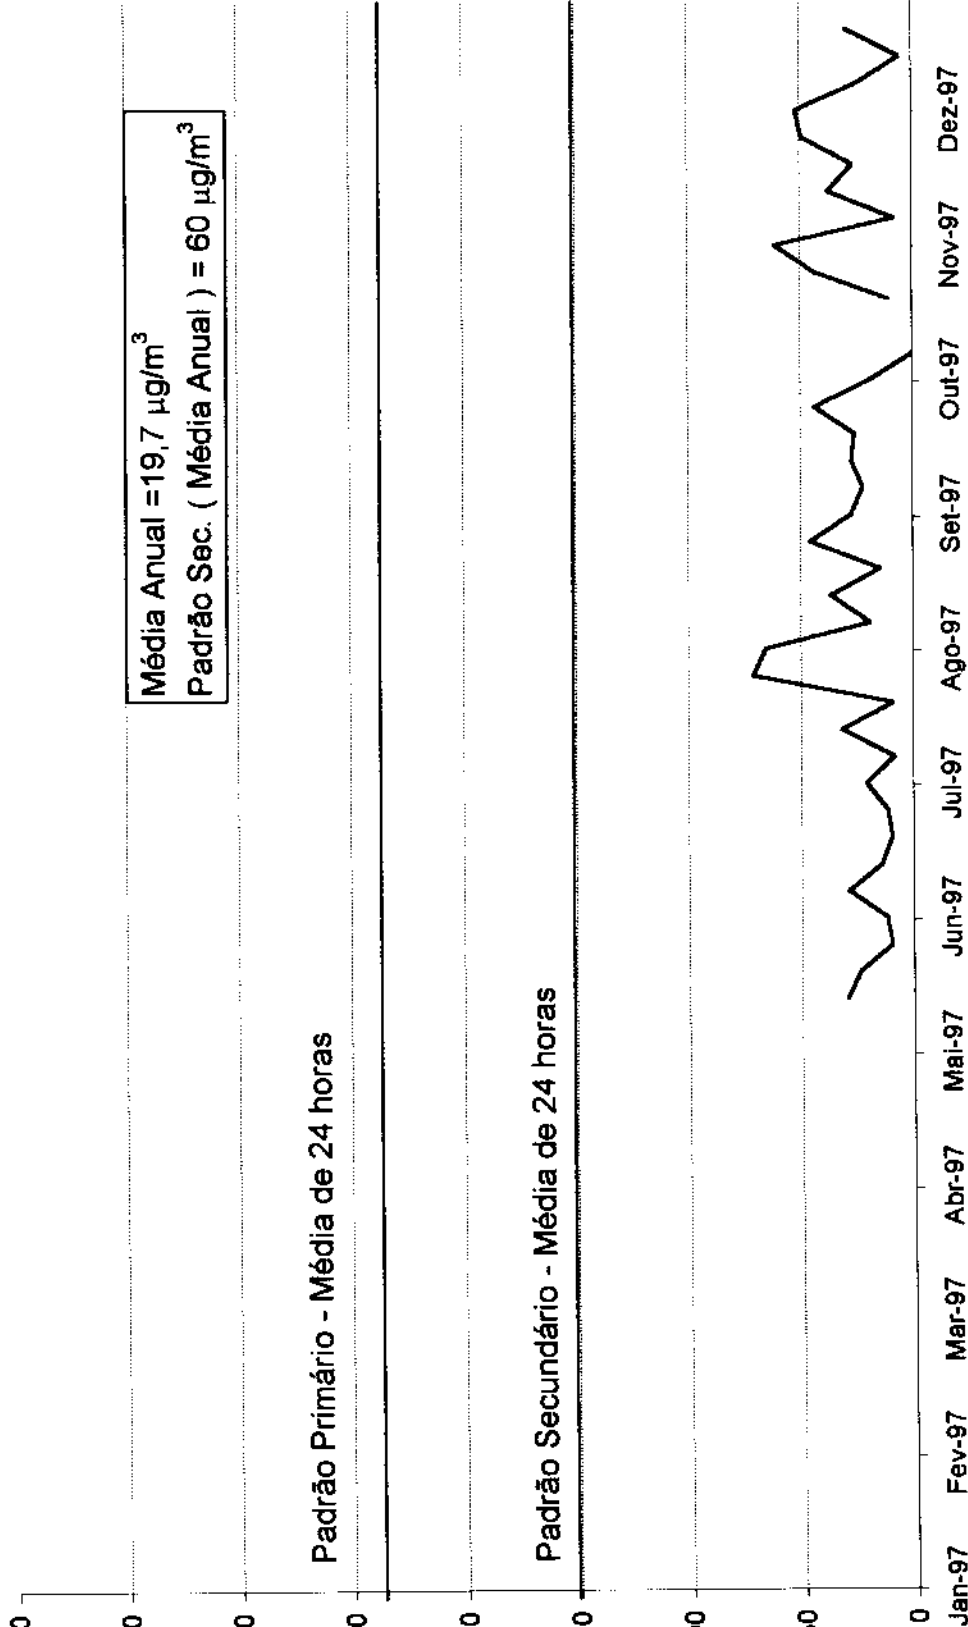 Média Anual =19,7 µg/m³
Padrão Sec. ( Média Anual ) = 60 µg/m³
Padrão Primário - Média de 24 horas
Padrão Secundário - Média de 24 horas
0
Jan-97 Fev-97 Mar-97 Abr-97 Mai-97 Jun-97 Jul-97 Ago-97 Set-97 Out-97 Nov-97 Dez-97